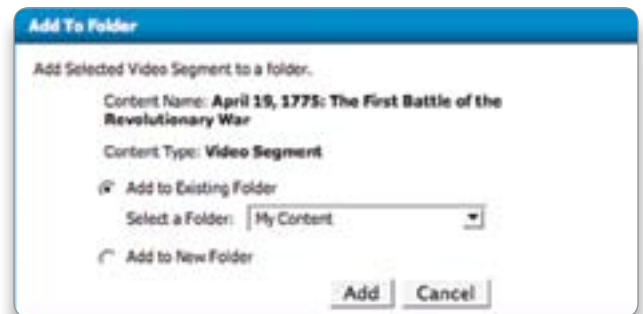 Add To Folder
Add Selected Video Segment to a folder.
Content Name: April 19, 1775: The First Battle of the
Revolutionary War
Content Type: Video Segment
Add to Existing Folder
Select a Folder: My Content
Add to New Folder
Add Cancel